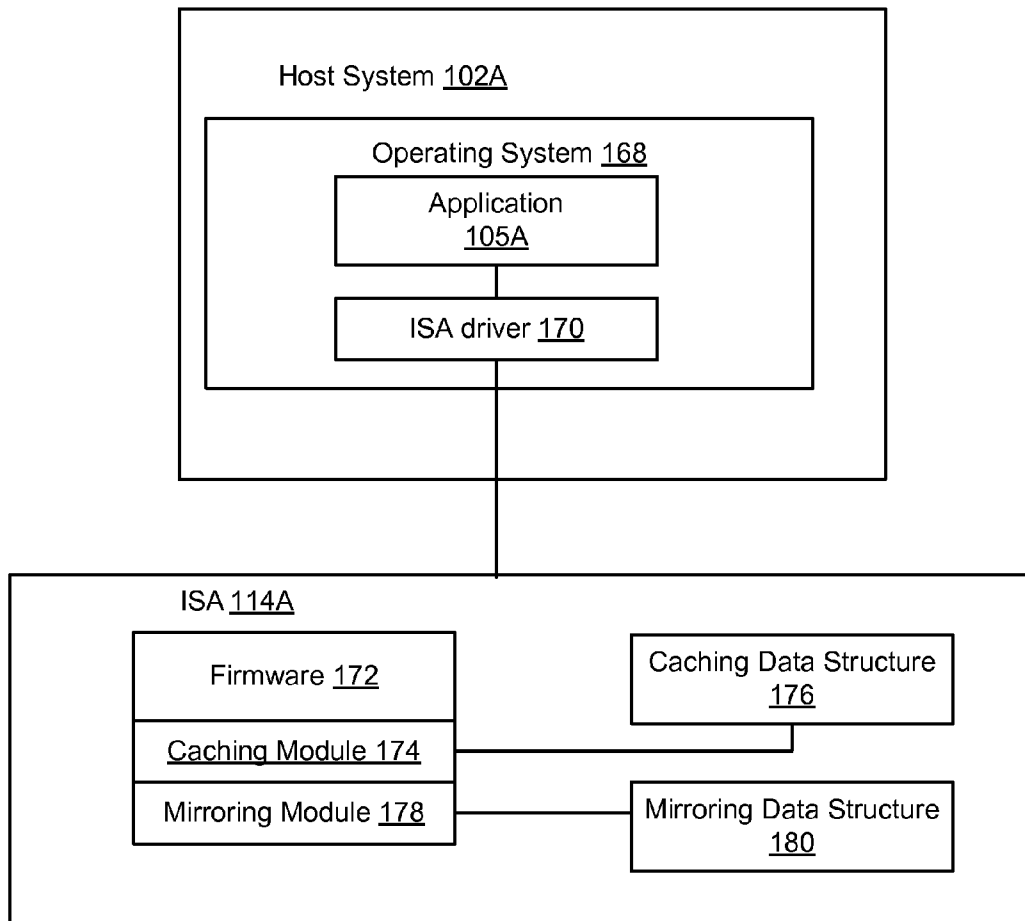 Host System 102A
Operating System 168
Application
105A
ISA driver 170
ISA 114A
Firmware 172
Caching Module 174
Mirroring Module 178
Caching Data Structure
176
Mirroring Data Structure
180